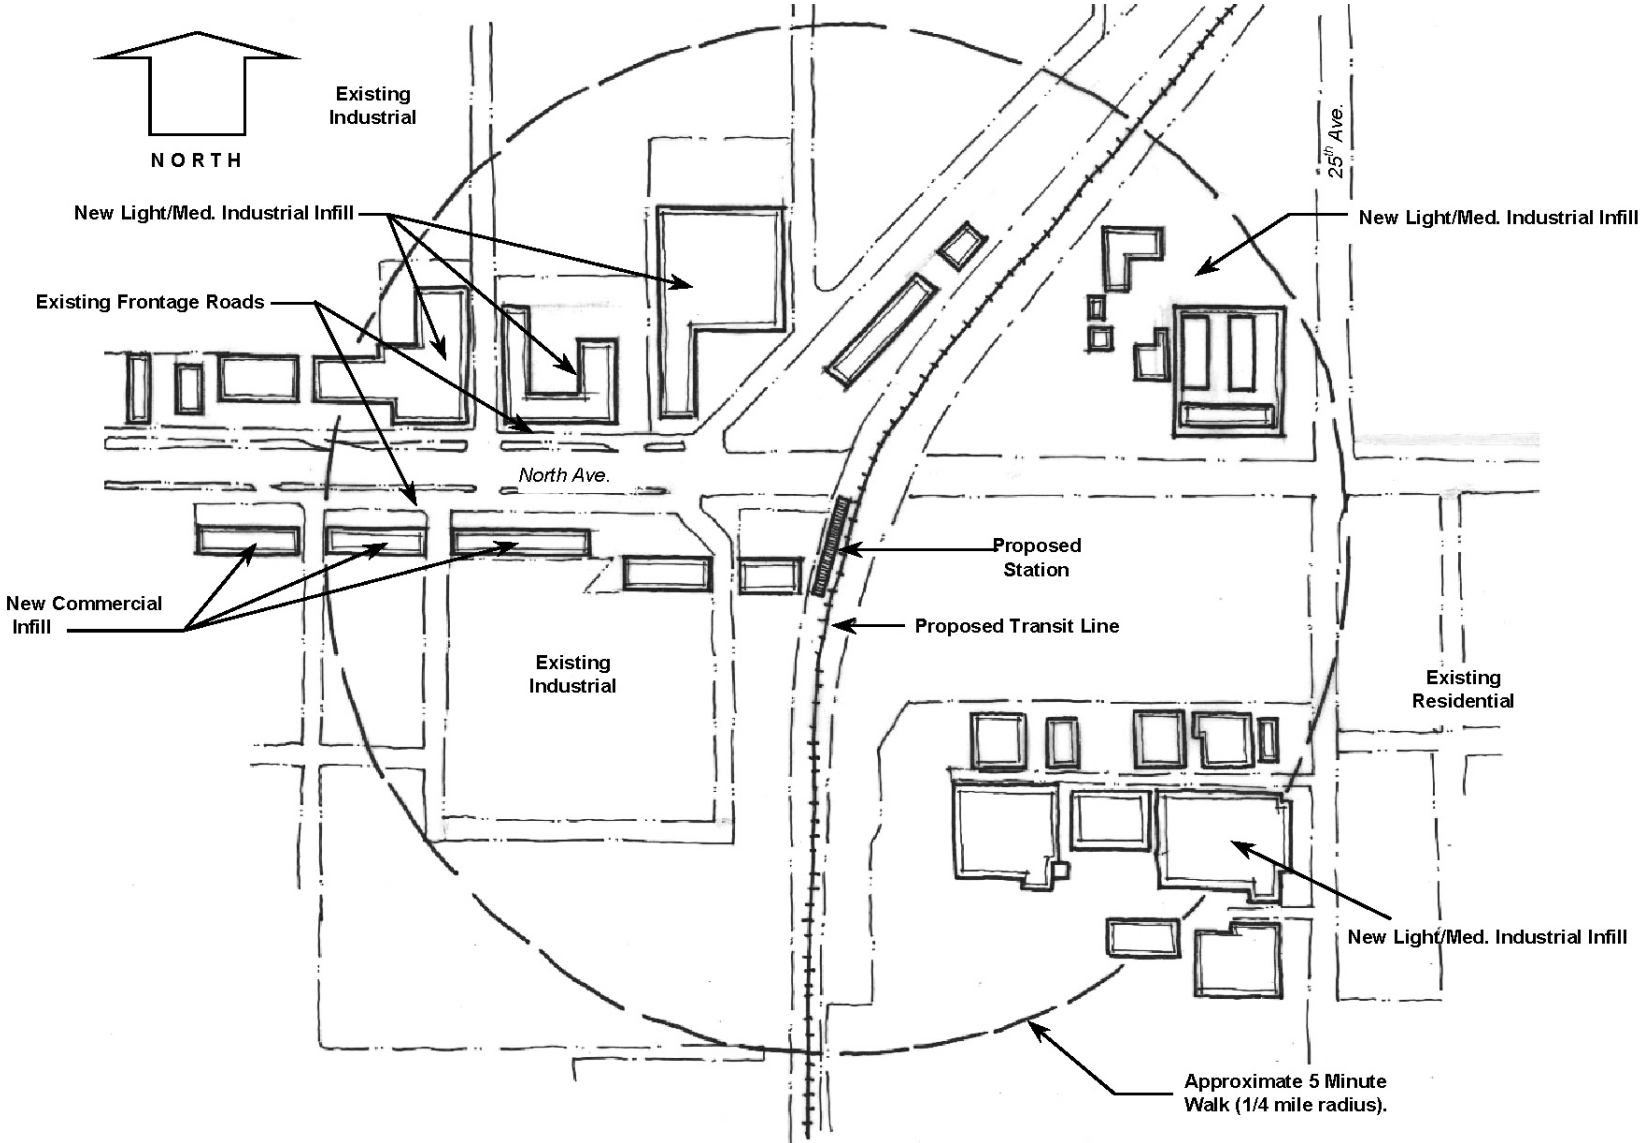 Existing
Industrial
NORTH
25th Ave.
New Light/Med. Industrial Infill
New Light/Med. Industrial Infill
Existing Frontage Roads
North Ave.
Proposed
Station
New Commercial
Infill
Proposed Transit Line
Existing
Industrial
Existing
Residential
New Light/Med. Industrial Infill
Approximate 5 Minute
Walk (1/4 mile radius).